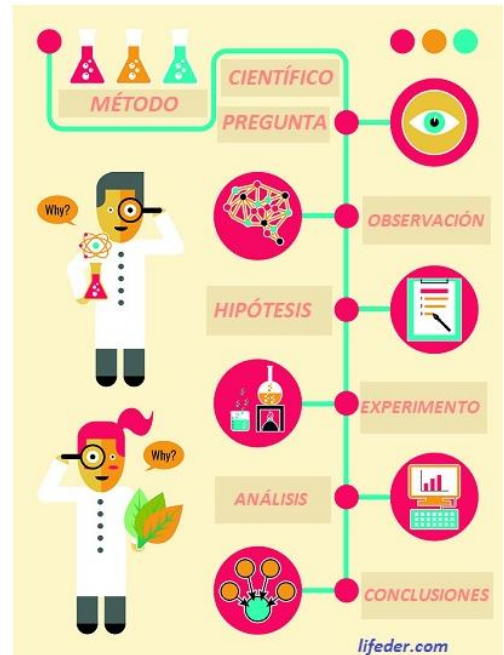 MÉTODO
CIENTÍFICO
PREGUNTA
Why?
OBSERVACIÓN
HIPÓTESIS
EXPERIMENTO
Why?
ANÁLISIS
CONCLUSIONES
lifeder.com